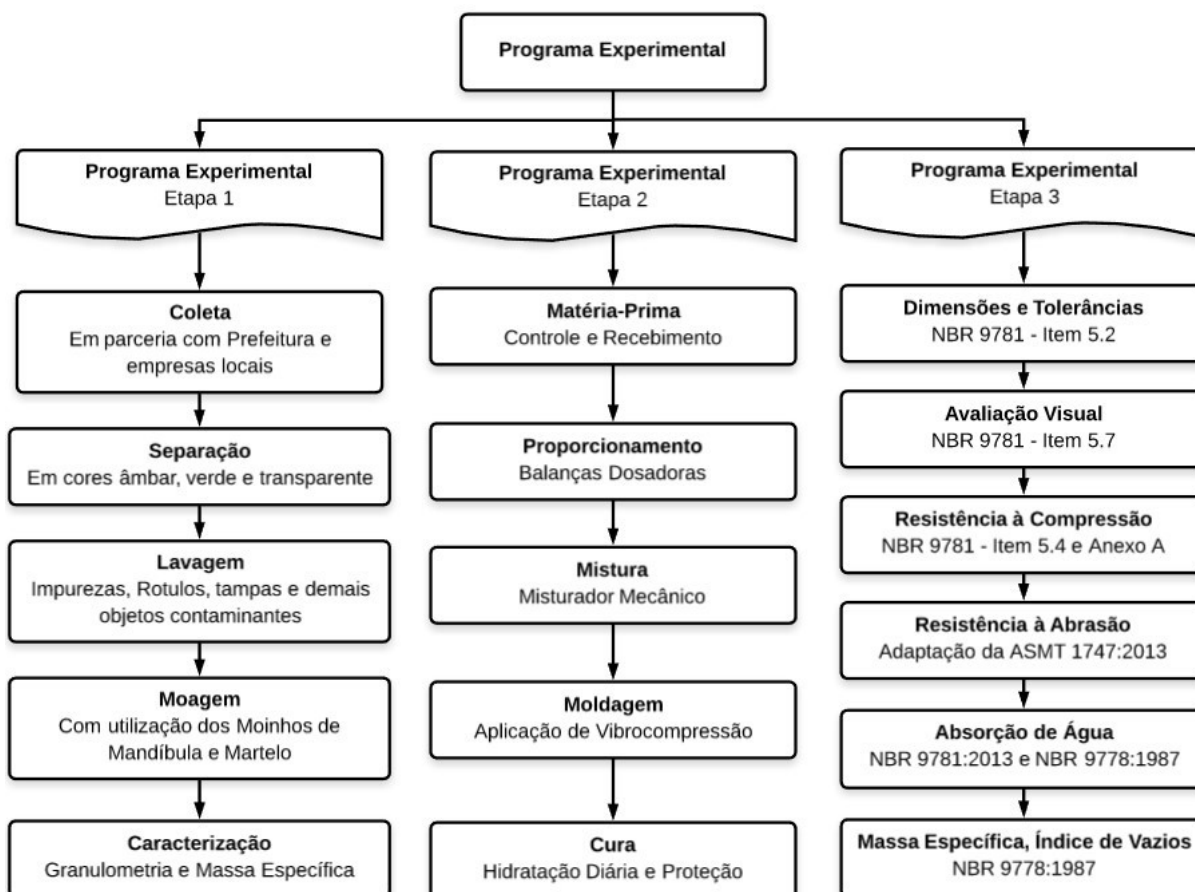 Programa Experimental
Programa Experimental
Etapa 1
Coleta
Em parceria com Prefeitura e
empresas locais
Separação
Em cores âmbar, verde e transparente
Lavagem
Impurezas, Rotulos, tampas e demais
objetos contaminantes
Moagem
Com utilização dos Moinhos de
Mandíbula e Martelo
Caracterização
Granulometria e Massa Específica
Programa Experimental
Etapa 2
Matéria-Prima
Controle e Recebimento
Proporcionamento
Balanças Dosadoras
Mistura
Misturador Mecânico
Moldagem
Aplicação de Vibrocompressão
Cura
Hidratação Diária e Proteção
Programa Experimental
Etapa 3
Dimensões e Tolerâncias
NBR 9781 - Item 5.2
Avaliação Visual
NBR 9781 - Item 5.7
Resistência à Compressão
NBR 9781 - Item 5.4 e Anexo A
Resistência à Abrasão
Adaptação da ASMT 1747:2013
Absorção de Água
NBR 9781:2013 e NBR 9778:1987
Massa Específica, Índice de Vazios
NBR 9778:1987